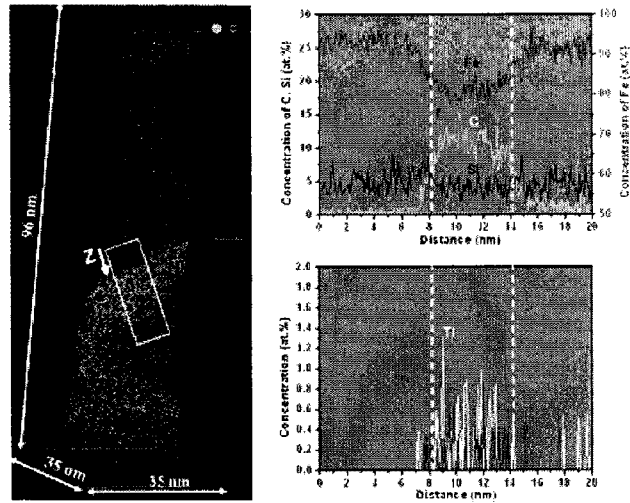 C
96 nm
Z
35 nm
35 nm
Concentration of C, Si (at.%)
30
25
20
15
10
5
0
Fe
C
Si
100
90
80
70
60
50
Concentration of Fe (at.%)
0 2 4 6 8 10 12 14 16 18 20
Distance (nm)
Concentration (at.%)
2.0
1.8
1.6
1.4
1.2
1.0
0.8
0.6
0.4
0.2
0.0
0 2 4 6 8 10 12 14 16 18 20
Distance (nm)